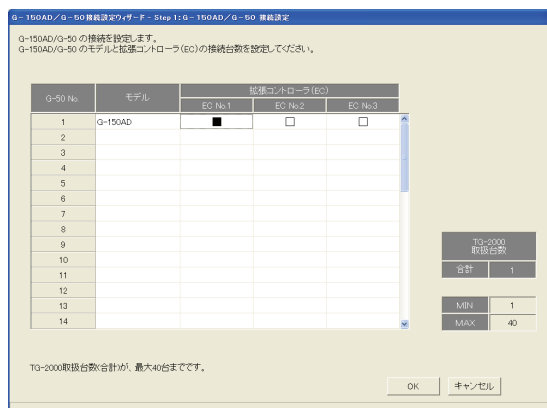 G-150AD/G-50接続設定ウィザード - Step 1: G-150AD/G-50 接続設定
G-150AD/G-50 の接続を設定します。
G-150AD/G-50 のモデルと拡張コントローラ(EC)の接続台数を設定してください。
G-50 No. モデル 拡張コントローラ(EC)
EC No.1 EC No.2 EC No.3
1 G-150AD
2
3
4
5
6
7
8
9
10
11
12
13
14
TG-2000
取扱台数
合計 1
MIN 1
MAX 40
TG-2000取扱台数(合計)が、最大40台までです。
OK キャンセル